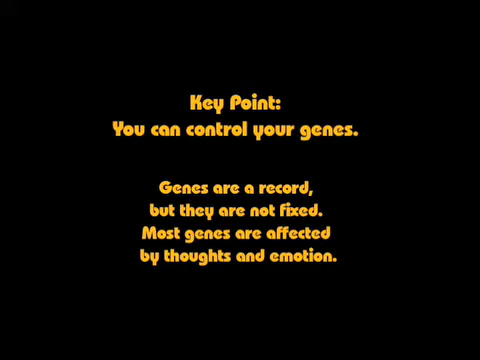 Key Point:
You can control your genes.
Genes are a record,
but they are not fixed.
Most genes are affected
by thoughts and emotion.